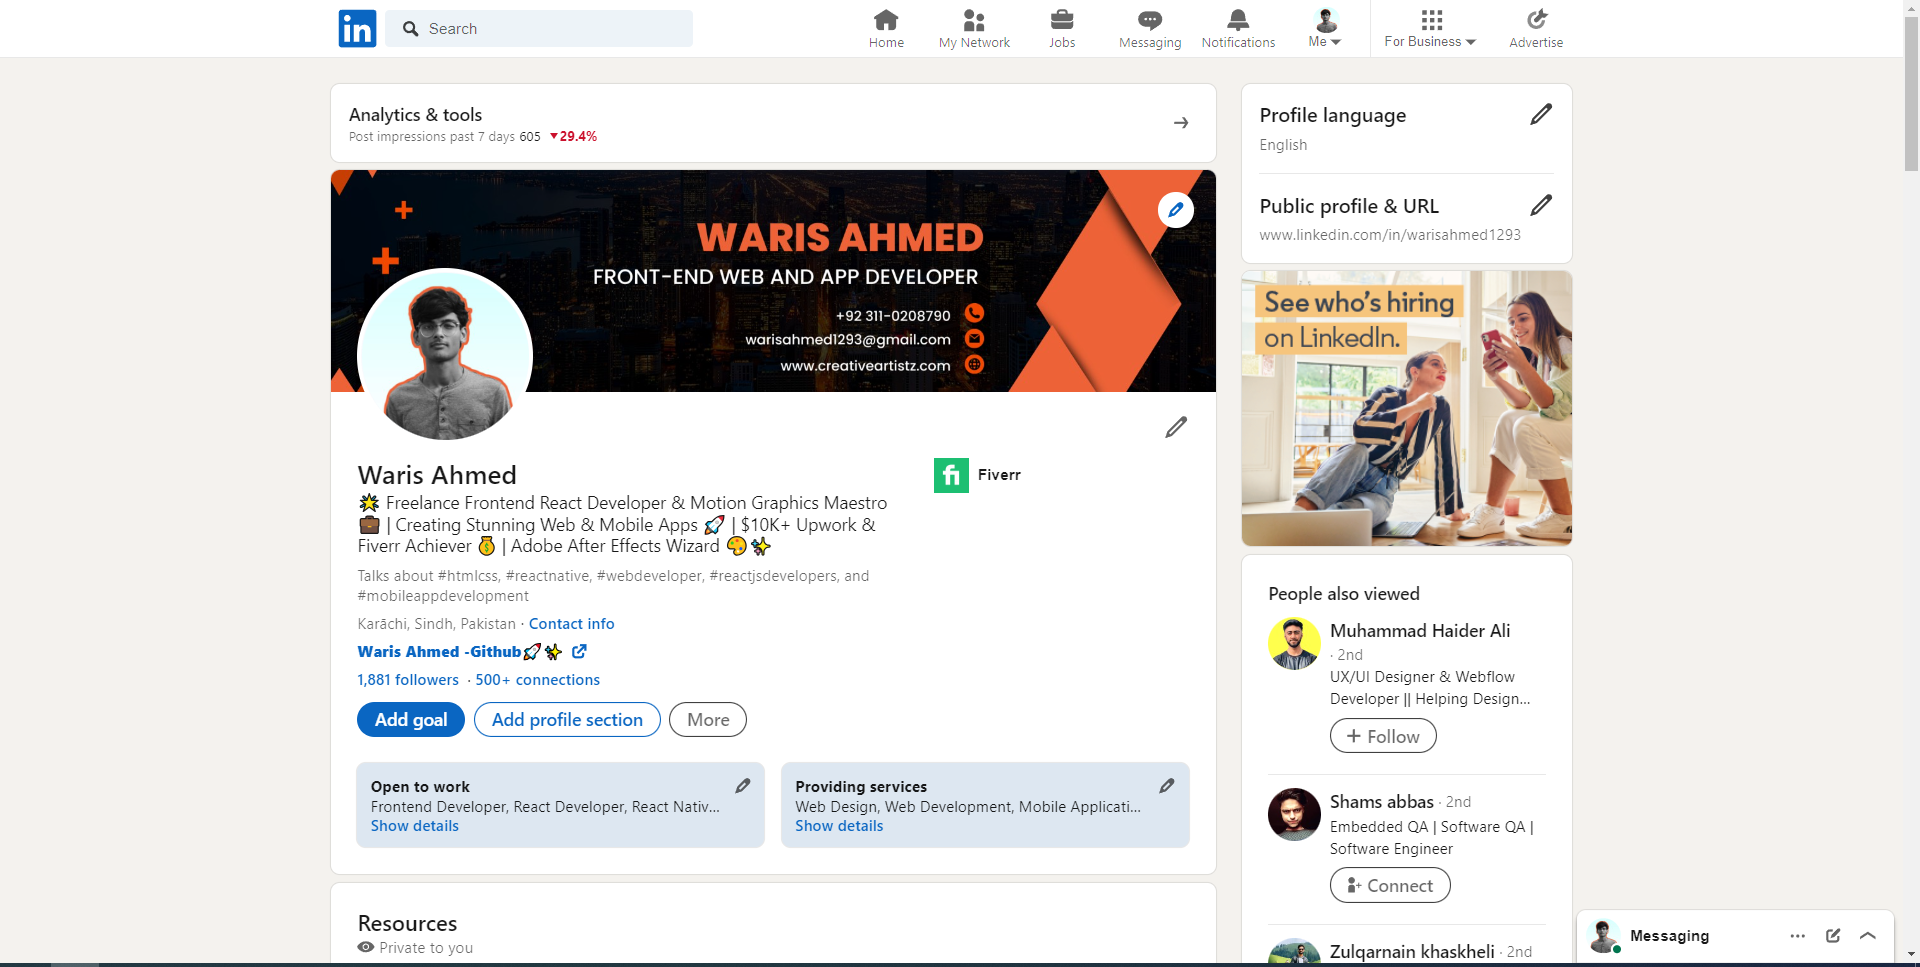 in
Search
Home
My Network
Jobs
Messaging
Notifications
Me
For Business
Advertise
Analytics & tools
Post impressions past 7 days 605 ▼29.4%
WARIS AHMED
FRONT-END WEB AND APP DEVELOPER
+92 311-0208790
warisahmed1293@gmail.com
www.creativeartistz.com
Waris Ahmed
🌟 Freelance Frontend React Developer & Motion Graphics Maestro
💼 | Creating Stunning Web & Mobile Apps 🚀 | $10K+ Upwork &
Fiverr Achiever 💰 | Adobe After Effects Wizard 🎨✨
Talks about #htmlcss, #reactnative, #webdeveloper, #reactjsdevelopers, and
#mobileappdevelopment
Karāchi, Sindh, Pakistan · Contact info
Waris Ahmed -Github🚀✨
1,881 followers · 500+ connections
Add goal
Add profile section
More
fi Fiverr
Open to work
Frontend Developer, React Developer, React Nativ...
Show details
Providing services
Web Design, Web Development, Mobile Applicati...
Show details
Resources
Private to you
Profile language
English
Public profile & URL
www.linkedin.com/in/warisahmed1293
See who's hiring
on LinkedIn.
People also viewed
Muhammad Haider Ali
· 2nd
UX/UI Designer & Webflow
Developer || Helping Design...
+ Follow
Shams abbas · 2nd
Embedded QA | Software QA |
Software Engineer
Connect
Zulqarnain khaskheli · 2nd
Messaging